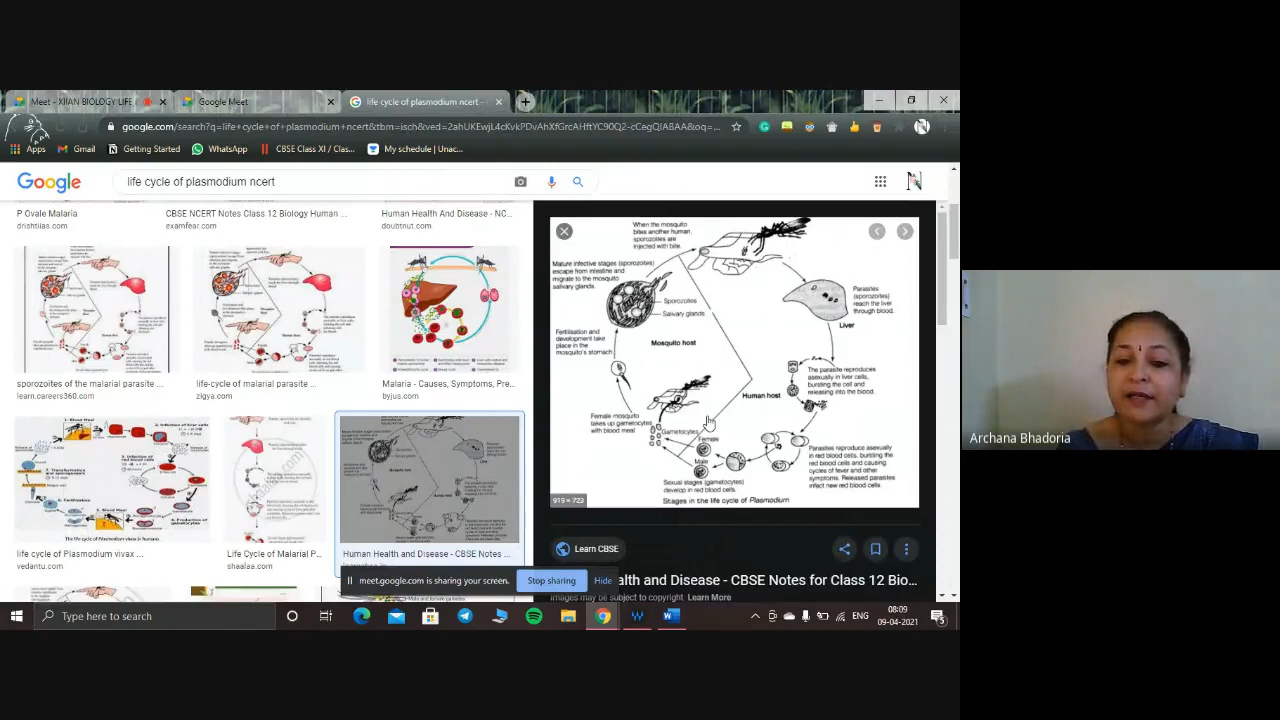 Meet - XIIAN BIOLOGY LIFE
Google Meet
life cycle of plasmodium ncert -
google.com/search?q=life+cycle+of+plasmodium+ncert&tbm=isch&ved=2ahUKEwjL4cKvkPDvAhXfGrcAHftYC90Q2-cCegQIABAA&oq=...
Apps
Gmail
Getting Started
WhatsApp
CBSE Class XI / Clas...
My schedule | Unac...
Google
life cycle of plasmodium ncert
P Ovale Malaria
drishtiias.com
CBSE NCERT Notes Class 12 Biology Human ...
examfear.com
Human Health And Disease - NC...
doubtnut.com
sporozoites of the malarial parasite ...
learn.careers360.com
life-cycle of malarial parasite ...
zigya.com
Malaria - Causes, Symptoms, Pre...
byjus.com
life cycle of Plasmodium vivax ...
vedantu.com
Life Cycle of Malarial P...
shaalaa.com
Human Health and Disease - CBSE Notes ...
When the mosquito
bites another human,
sporozoites are
injected with bite.
Mature infective stages (sporozoites)
escape from intestine and
migrate to the mosquito
salivary glands.
Sporozoites
Salivary glands
Parasites
(sporozoites)
reach the liver
through blood.
Liver
Fertilisation and
development take
place in the
mosquito's stomach.
Mosquito host
The parasite reproduces
asexually in liver cells,
bursting the cell and
releasing into the blood.
Human host
Female mosquito
takes up gametocytes
with blood meal
Gametocytes
Female
Male
Parasites reproduce asexually
in red blood cells, bursting the
red blood cells and causing
cycles of fever and other
symptoms. Released parasites
infect new red blood cells.
Sexual stages (gametocytes)
develop in red blood cells.
Stages in the life cycle of Plasmodium
919 × 723
Learn CBSE
alth and Disease - CBSE Notes for Class 12 Bio...
Images may be subject to copyright. Learn More
meet.google.com is sharing your screen.
Stop sharing
Hide
Type here to search
ENG
08:09
09-04-2021
5
Archana Bhadoria